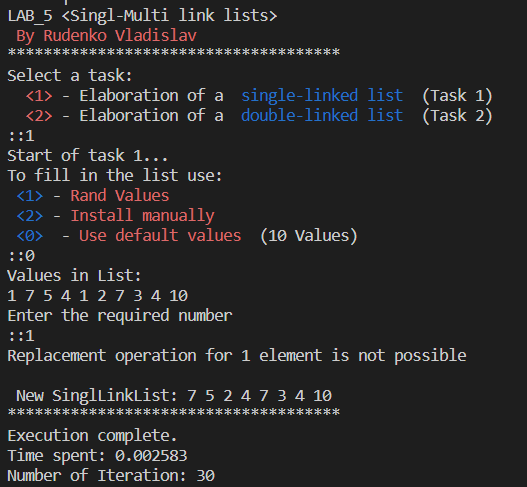 LAB_5 <Singl-Multi link lists>
By Rudenko Vladislav
*************************************
Select a task:
<1> - Elaboration of a single-linked list (Task 1)
<2> - Elaboration of a double-linked list (Task 2)
::1
Start of task 1...
To fill in the list use:
<1> - Rand Values
<2> - Install manually
<0> - Use default values (10 Values)
::0
Values in List:
1 7 5 4 1 2 7 3 4 10
Enter the required number
::1
Replacement operation for 1 element is not possible
New SinglLinkList: 7 5 2 4 7 3 4 10
*************************************
Execution complete.
Time spent: 0.002583
Number of Iteration: 30